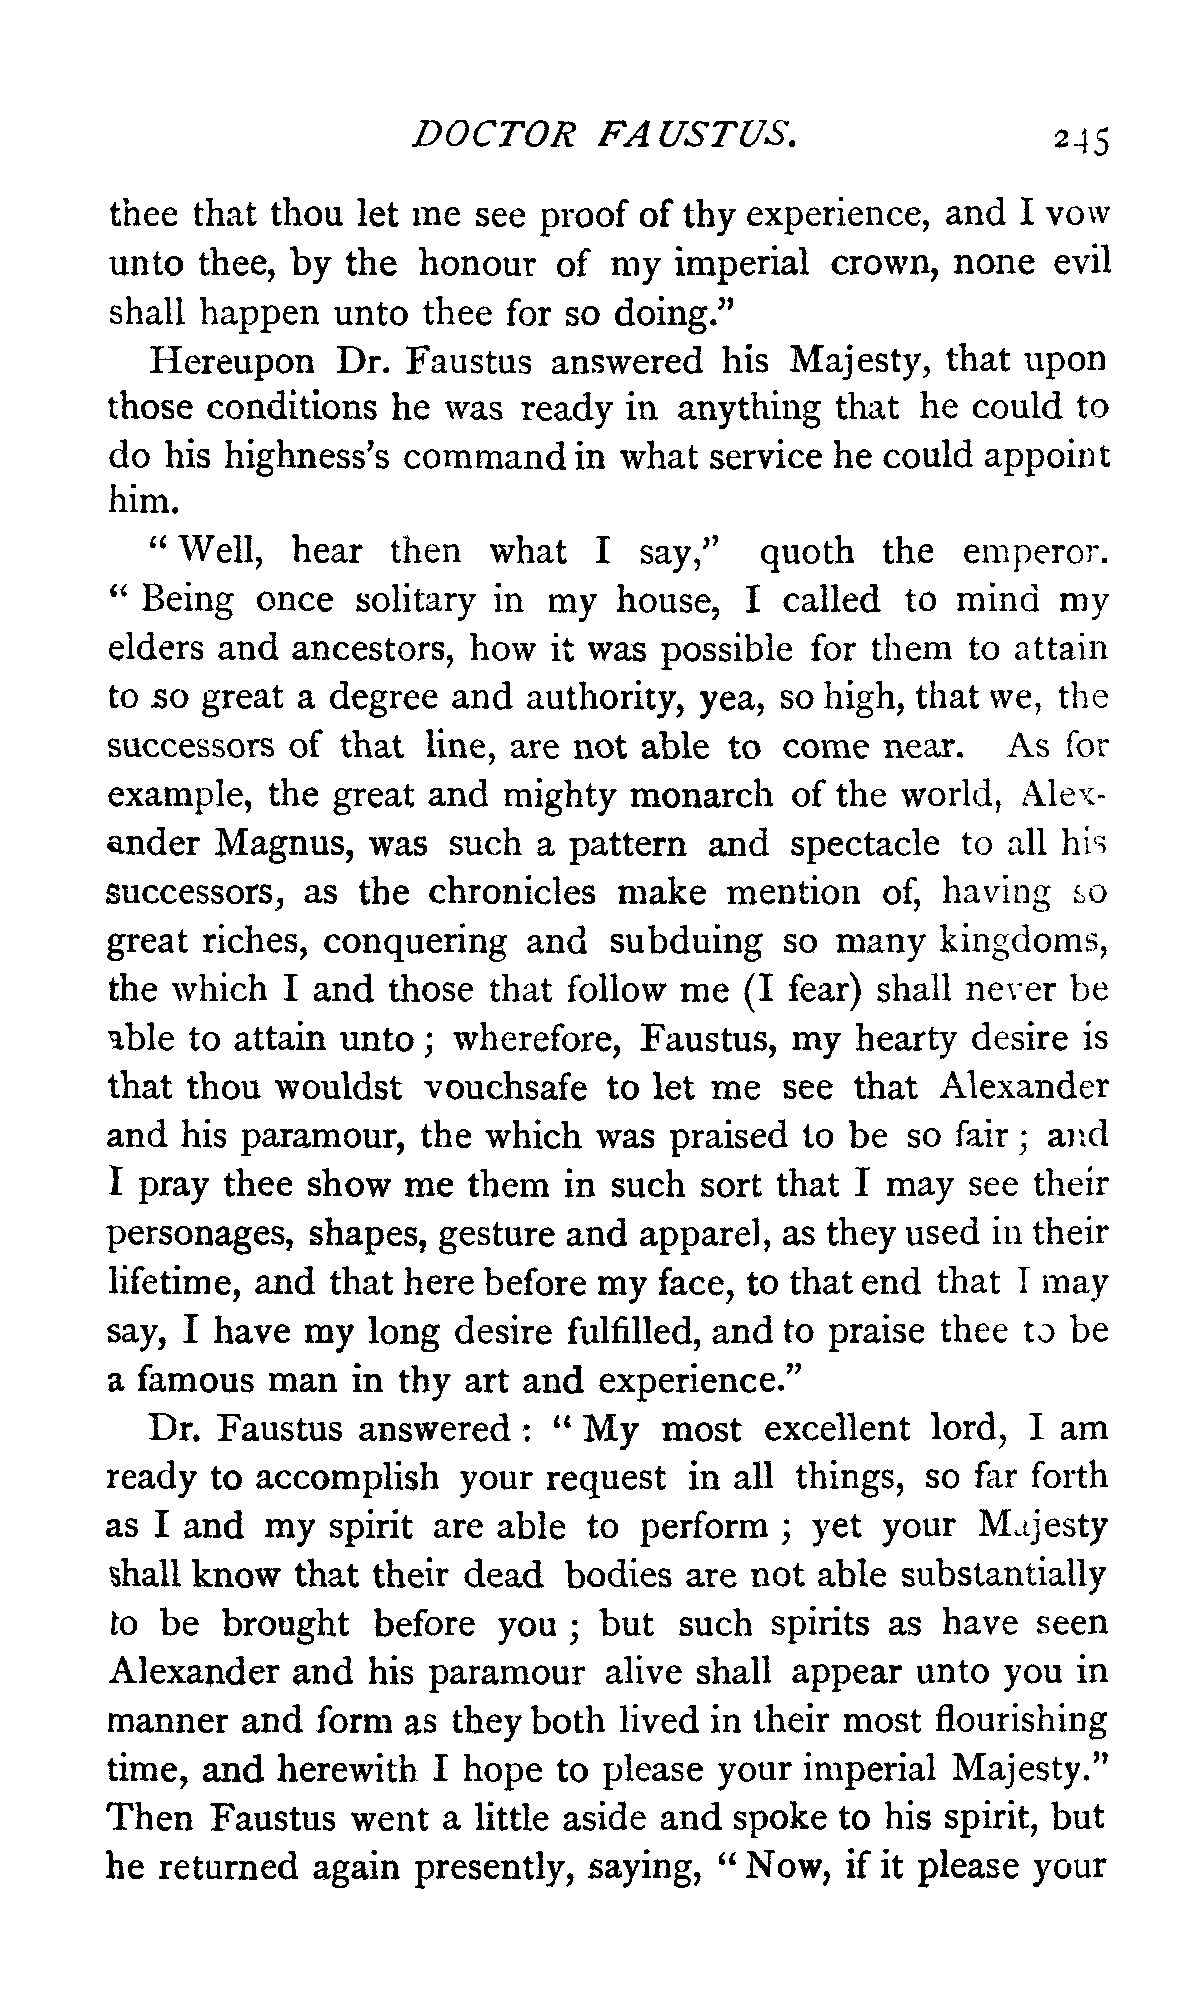 DOCTOR FAUSTUS. 245
thee that thou let me see proof of thy experience, and I vow
unto thee, by the honour of my imperial crown, none evil
shall happen unto thee for so doing."
Hereupon Dr. Faustus answered his Majesty, that upon
those conditions he was ready in anything that he could to
do his highness's command in what service he could appoint
him.
" Well, hear then what I say," quoth the emperor.
" Being once solitary in my house, I called to mind my
elders and ancestors, how it was possible for them to attain
to so great a degree and authority, yea, so high, that we, the
successors of that line, are not able to come near. As for
example, the great and mighty monarch of the world, Alex-
ander Magnus, was such a pattern and spectacle to all his
successors, as the chronicles make mention of, having so
great riches, conquering and subduing so many kingdoms,
the which I and those that follow me (I fear) shall never be
able to attain unto ; wherefore, Faustus, my hearty desire is
that thou wouldst vouchsafe to let me see that Alexander
and his paramour, the which was praised to be so fair ; and
I pray thee show me them in such sort that I may see their
personages, shapes, gesture and apparel, as they used in their
lifetime, and that here before my face, to that end that I may
say, I have my long desire fulfilled, and to praise thee to be
a famous man in thy art and experience."
Dr. Faustus answered : " My most excellent lord, I am
ready to accomplish your request in all things, so far forth
as I and my spirit are able to perform ; yet your Majesty
shall know that their dead bodies are not able substantially
to be brought before you ; but such spirits as have seen
Alexander and his paramour alive shall appear unto you in
manner and form as they both lived in their most flourishing
time, and herewith I hope to please your imperial Majesty."
Then Faustus went a little aside and spoke to his spirit, but
he returned again presently, saying, " Now, if it please your